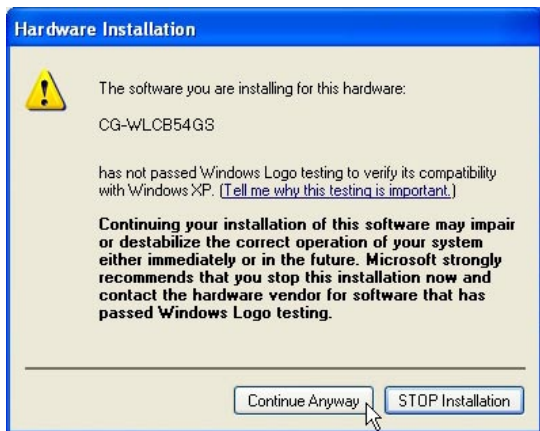 Hardware Installation
The software you are installing for this hardware:
CG-WLCB54GS
has not passed Windows Logo testing to verify its compatibility
with Windows XP. (Tell me why this testing is important.)
Continuing your installation of this software may impair
or destabilize the correct operation of your system
either immediately or in the future. Microsoft strongly
recommends that you stop this installation now and
contact the hardware vendor for software that has
passed Windows Logo testing.
Continue Anyway
STOP Installation